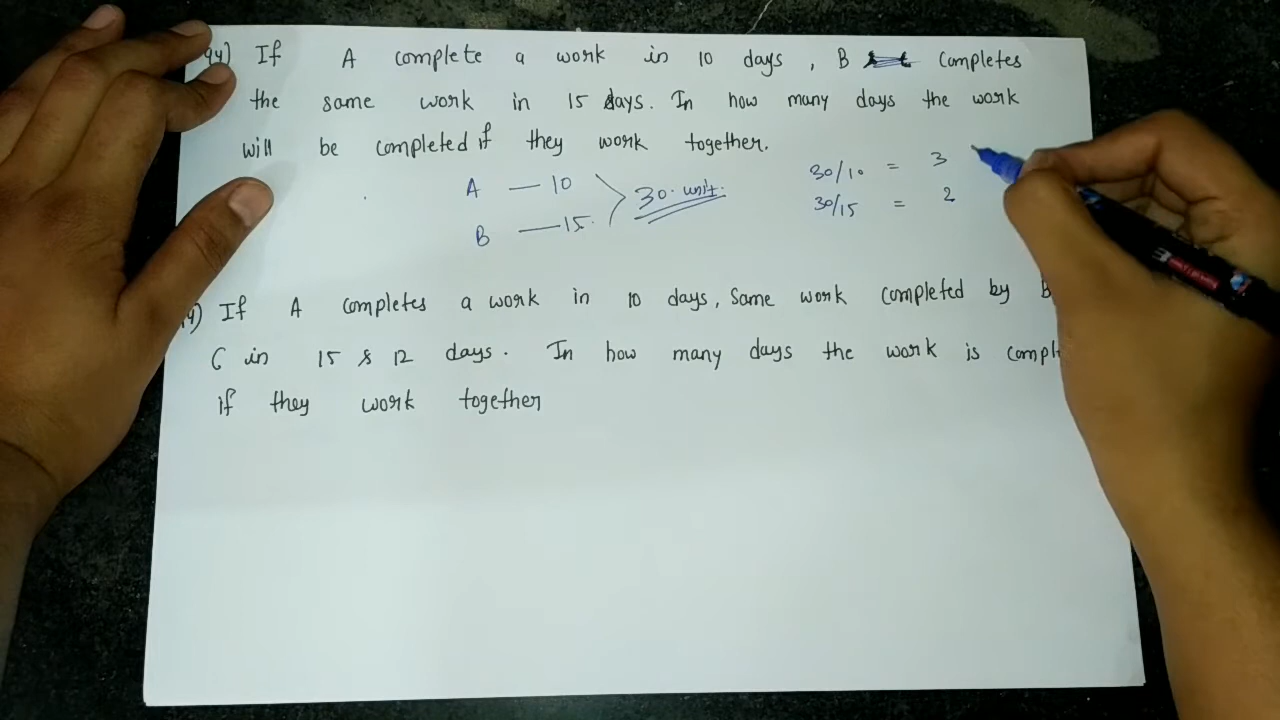 94) If A complete a work in 10 days, B completes
the same work in 15 days. In how many days the work
will be completed if they work together.
A — 10
B — 15.
30 unit.
30/10 = 3
30/15 = 2
If A completes a work in 10 days, Same work completed by B
C in 15 & 12 days. In how many days the work is compl
if they work together